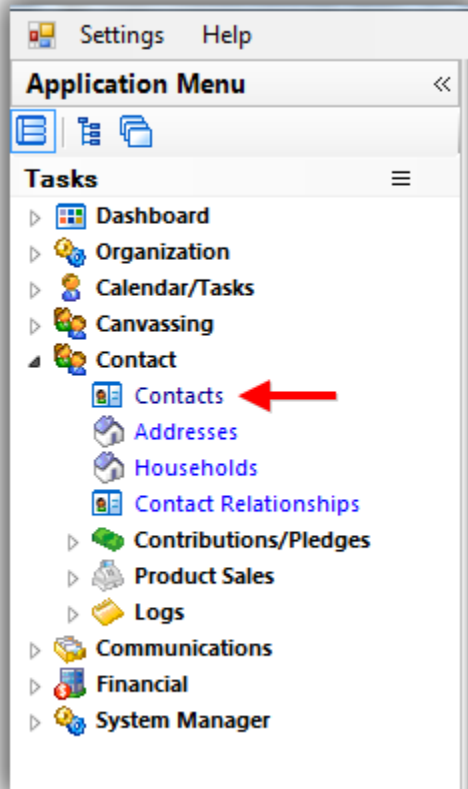 Settings Help
Application Menu
Tasks
Dashboard
Organization
Calendar/Tasks
Canvassing
Contact
Contacts
Addresses
Households
Contact Relationships
Contributions/Pledges
Product Sales
Logs
Communications
Financial
System Manager